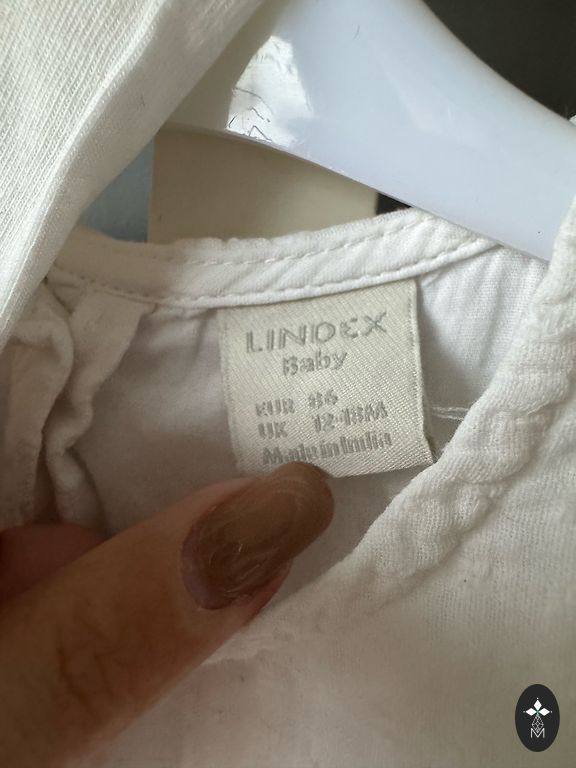 LINDEX
Baby
EUR 86
UK 12-18M
Made in India
M